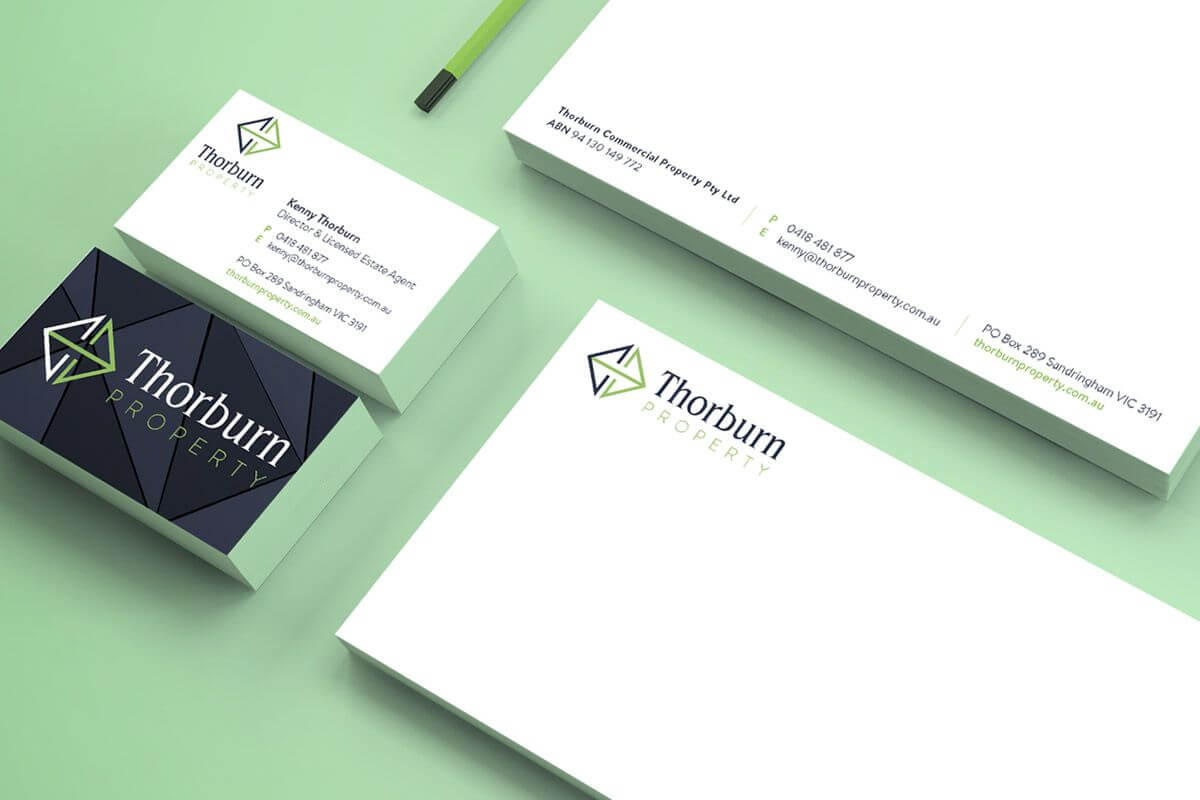 Thorburn
PROPERTY
Kenny Thorburn
Director & Licensed Estate Agent
P 0418 481 877
E kenny@thorburnproperty.com.au
PO Box 289 Sandringham VIC 3191
thorburnproperty.com.au
Thorburn
PROPERTY
Thorburn Commercial Property Pty Ltd
ABN 94 130 149 772
P 0418 481 877
E kenny@thorburnproperty.com.au
PO Box 289 Sandringham VIC 3191
thorburnproperty.com.au
Thorburn
PROPERTY